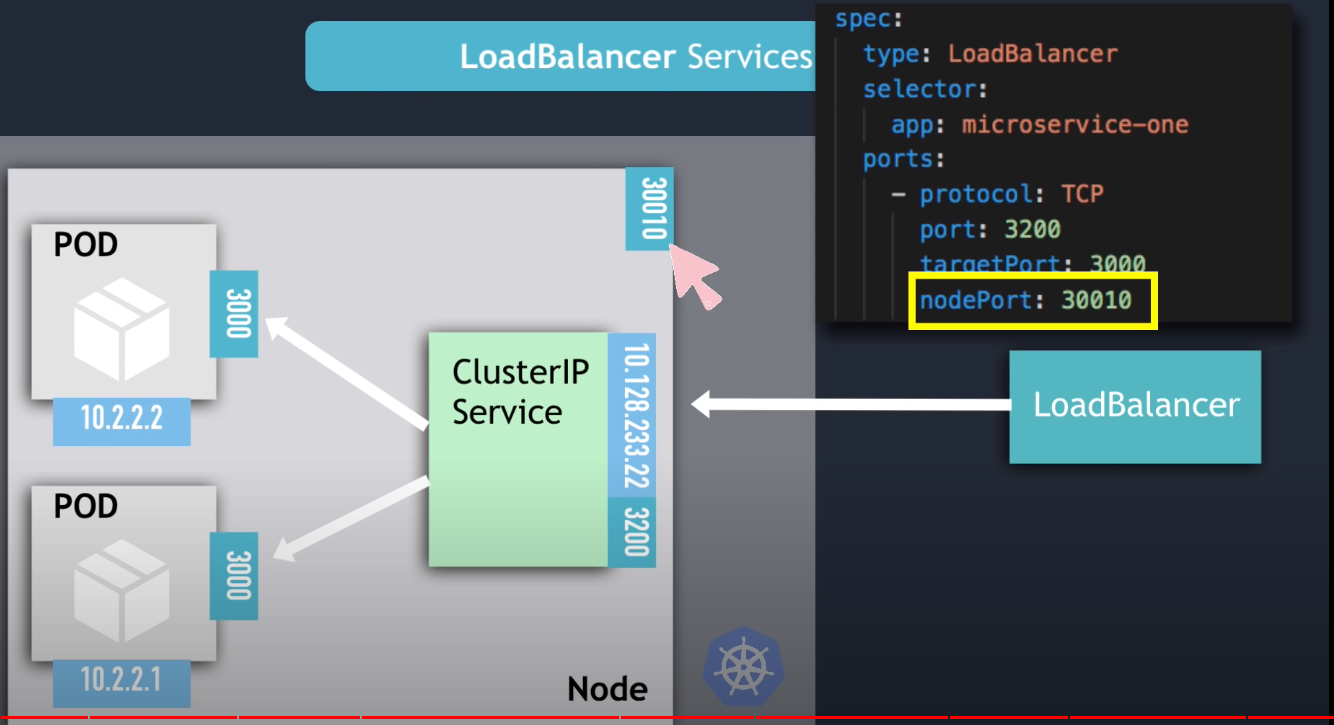 LoadBalancer Services
spec:
type: LoadBalancer
selector:
app: microservice-one
ports:
- protocol: TCP
port: 3200
targetPort: 3000
nodePort: 30010
30010
POD
3000
10.2.2.2
ClusterIP
Service
10.128.233.22
3200
LoadBalancer
POD
3000
10.2.2.1
Node